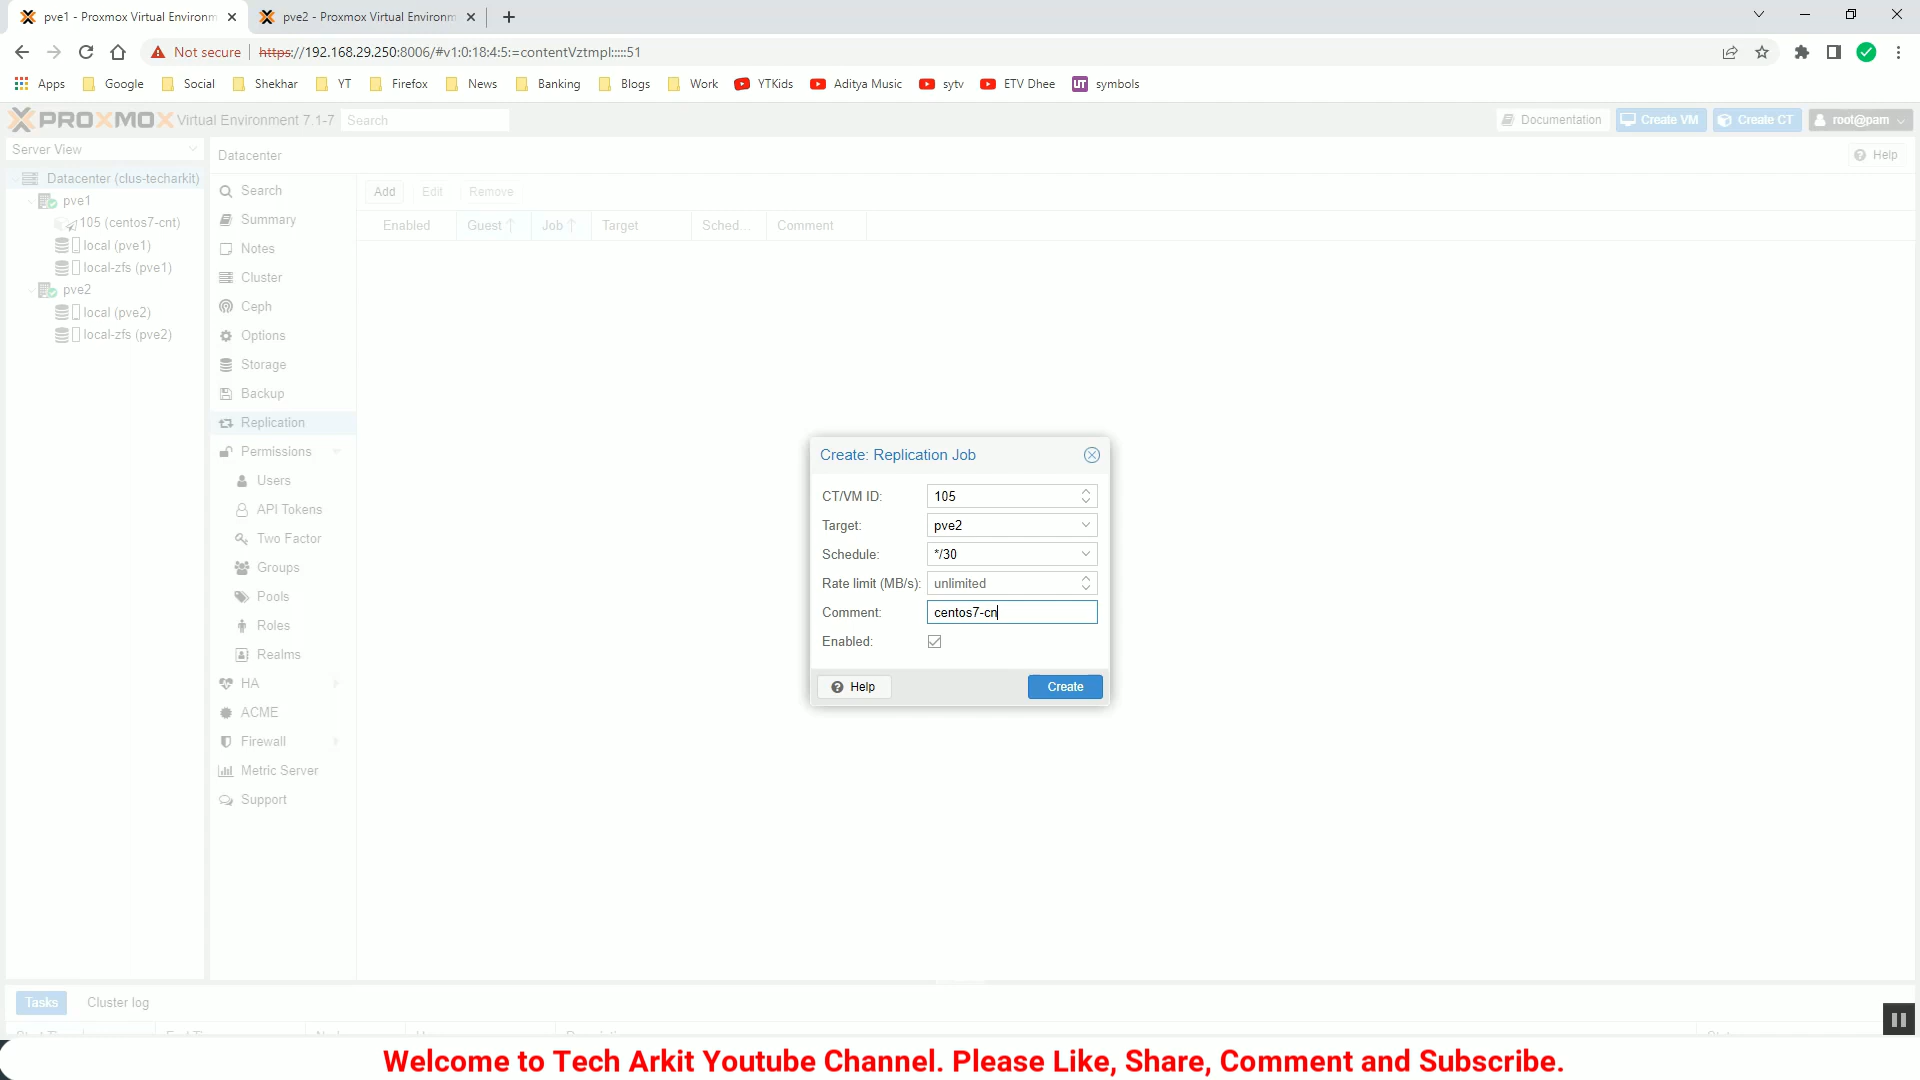 pve1 - Proxmox Virtual Environm
pve2 - Proxmox Virtual Environm
Not secure
https://192.168.29.250:8006/#v1:0:18:4:5:=contentVztmpl:::::51
Apps Google Social Shekhar YT Firefox News Banking Blogs Work YTKids Aditya Music sytv ETV Dhee UT symbols
PROXMOX Virtual Environment 7.1-7 Search Documentation Create VM Create CT root@pam
Server View
Datacenter
Help
Datacenter (clus-techarkit)
pve1
105 (centos7-cnt)
local (pve1)
local-zfs (pve1)
pve2
local (pve2)
local-zfs (pve2)
Search
Summary
Notes
Cluster
Ceph
Options
Storage
Backup
Replication
Permissions
Users
API Tokens
Two Factor
Groups
Pools
Roles
Realms
HA
ACME
Firewall
Metric Server
Support
Add Edit Remove
Enabled Guest Job Target Sched... Comment
Create: Replication Job
CT/VM ID: 105
Target: pve2
Schedule: */30
Rate limit (MB/s): unlimited
Comment: centos7-cn
Enabled:
Help Create
Tasks Cluster log
Welcome to Tech Arkit Youtube Channel. Please Like, Share, Comment and Subscribe.